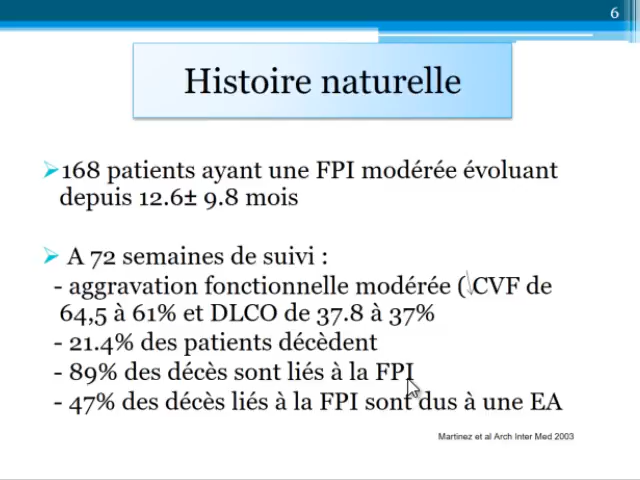 6
Histoire naturelle
➢168 patients ayant une FPI modérée évoluant
depuis 12.6± 9.8 mois
➢ A 72 semaines de suivi :
- aggravation fonctionnelle modérée (↓CVF de
64,5 à 61% et DLCO de 37.8 à 37%
- 21.4% des patients décèdent
- 89% des décès sont liés à la FPI
- 47% des décès liés à la FPI sont dus à une EA
Martinez et al Arch Inter Med 2003